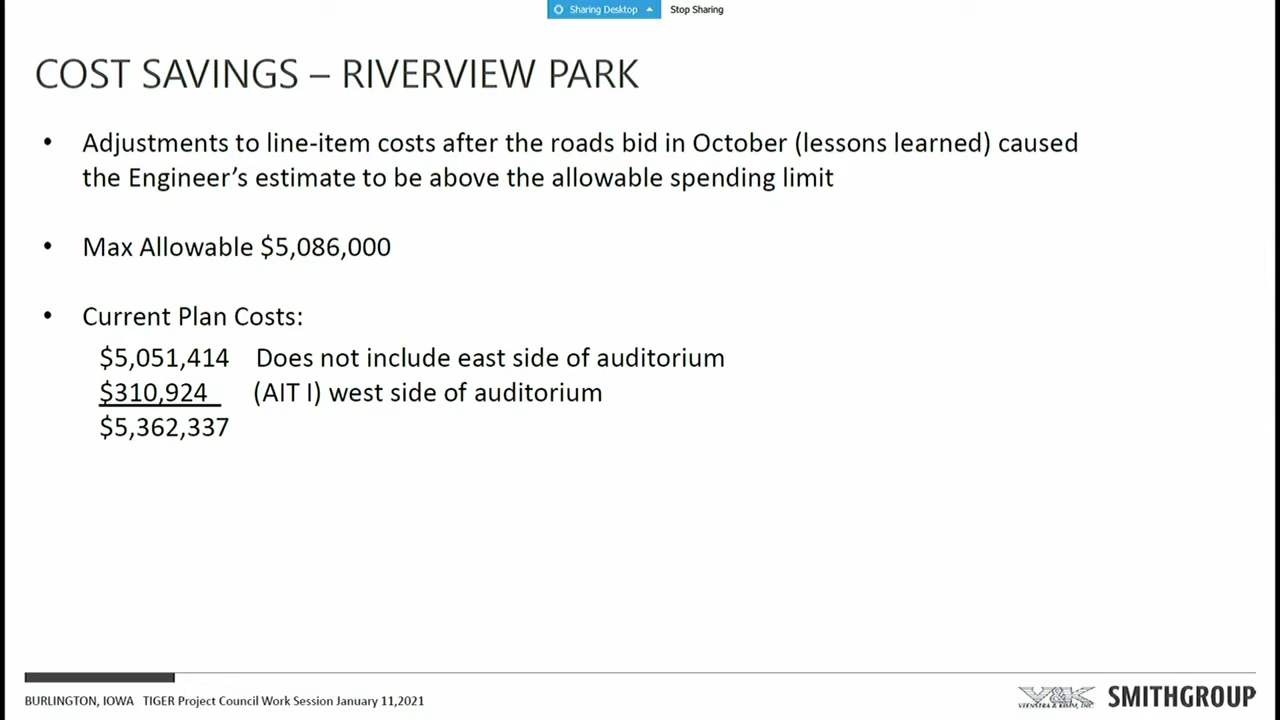 Sharing Desktop Stop Sharing
COST SAVINGS – RIVERVIEW PARK
• Adjustments to line-item costs after the roads bid in October (lessons learned) caused
the Engineer’s estimate to be above the allowable spending limit
• Max Allowable $5,086,000
• Current Plan Costs:
$5,051,414 Does not include east side of auditorium
$310,924 (AIT I) west side of auditorium
$5,362,337
BURLINGTON, IOWA TIGER Project Council Work Session January 11,2021
V&K
VEENSTRA & KIMM, INC.
SMITHGROUP